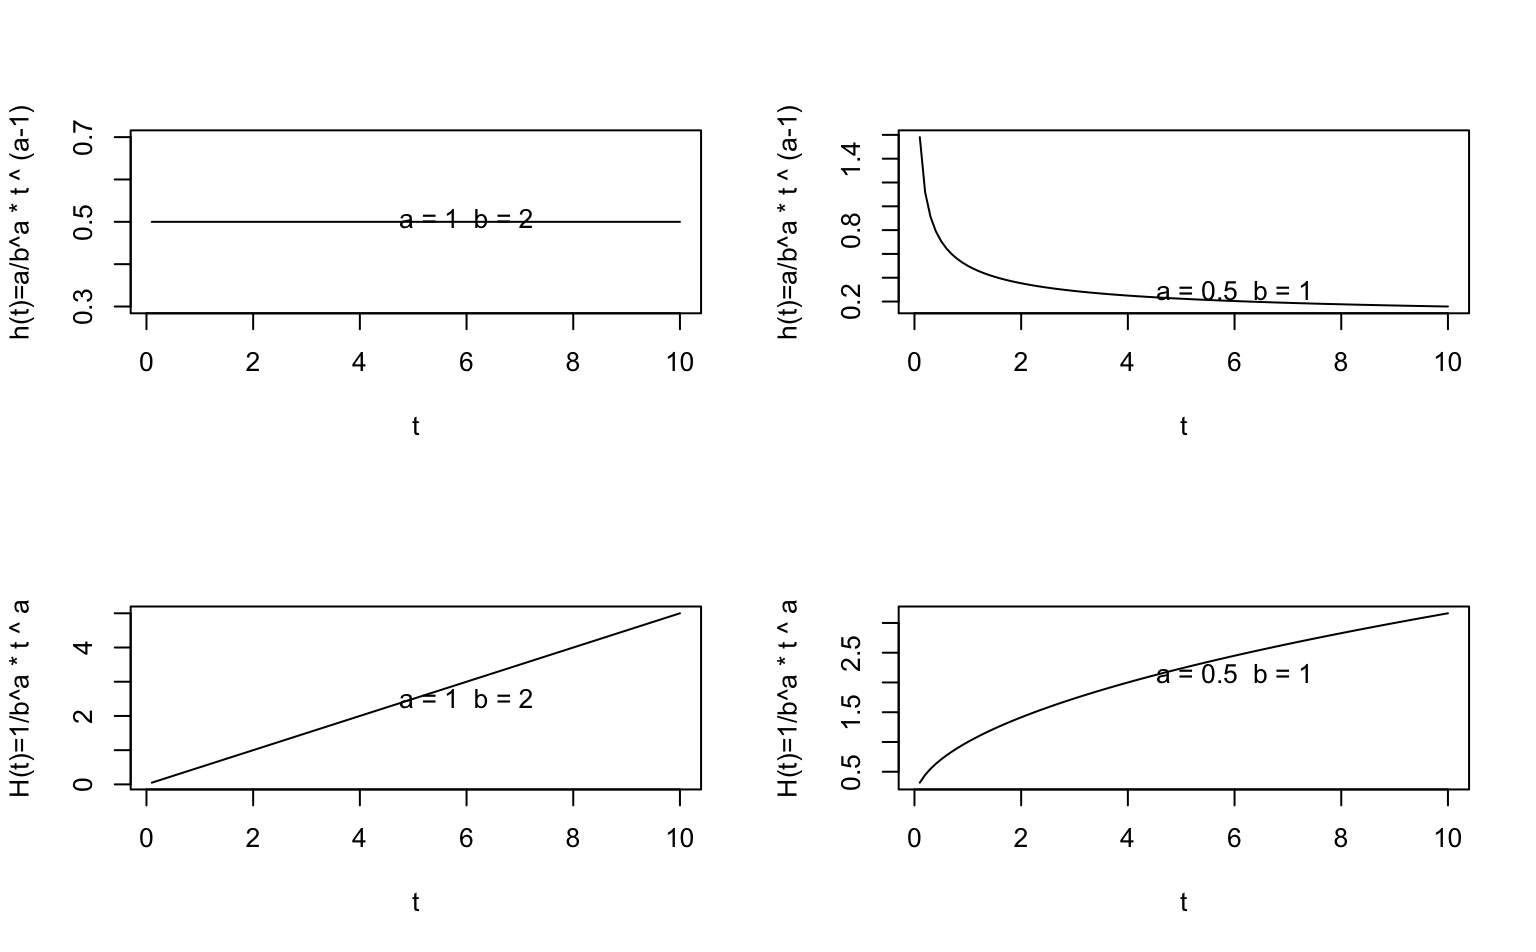 h(t)=a/b^a * t ^ (a-1)
0.7
0.5
0.3
a = 1 b = 2
0 2 4 6 8 10
t
h(t)=a/b^a * t ^ (a-1)
1.4
0.8
0.2
a = 0.5 b = 1
0 2 4 6 8 10
t
H(t)=1/b^a * t ^ a
4
2
0
a = 1 b = 2
0 2 4 6 8 10
t
H(t)=1/b^a * t ^ a
2.5
1.5
0.5
a = 0.5 b = 1
0 2 4 6 8 10
t